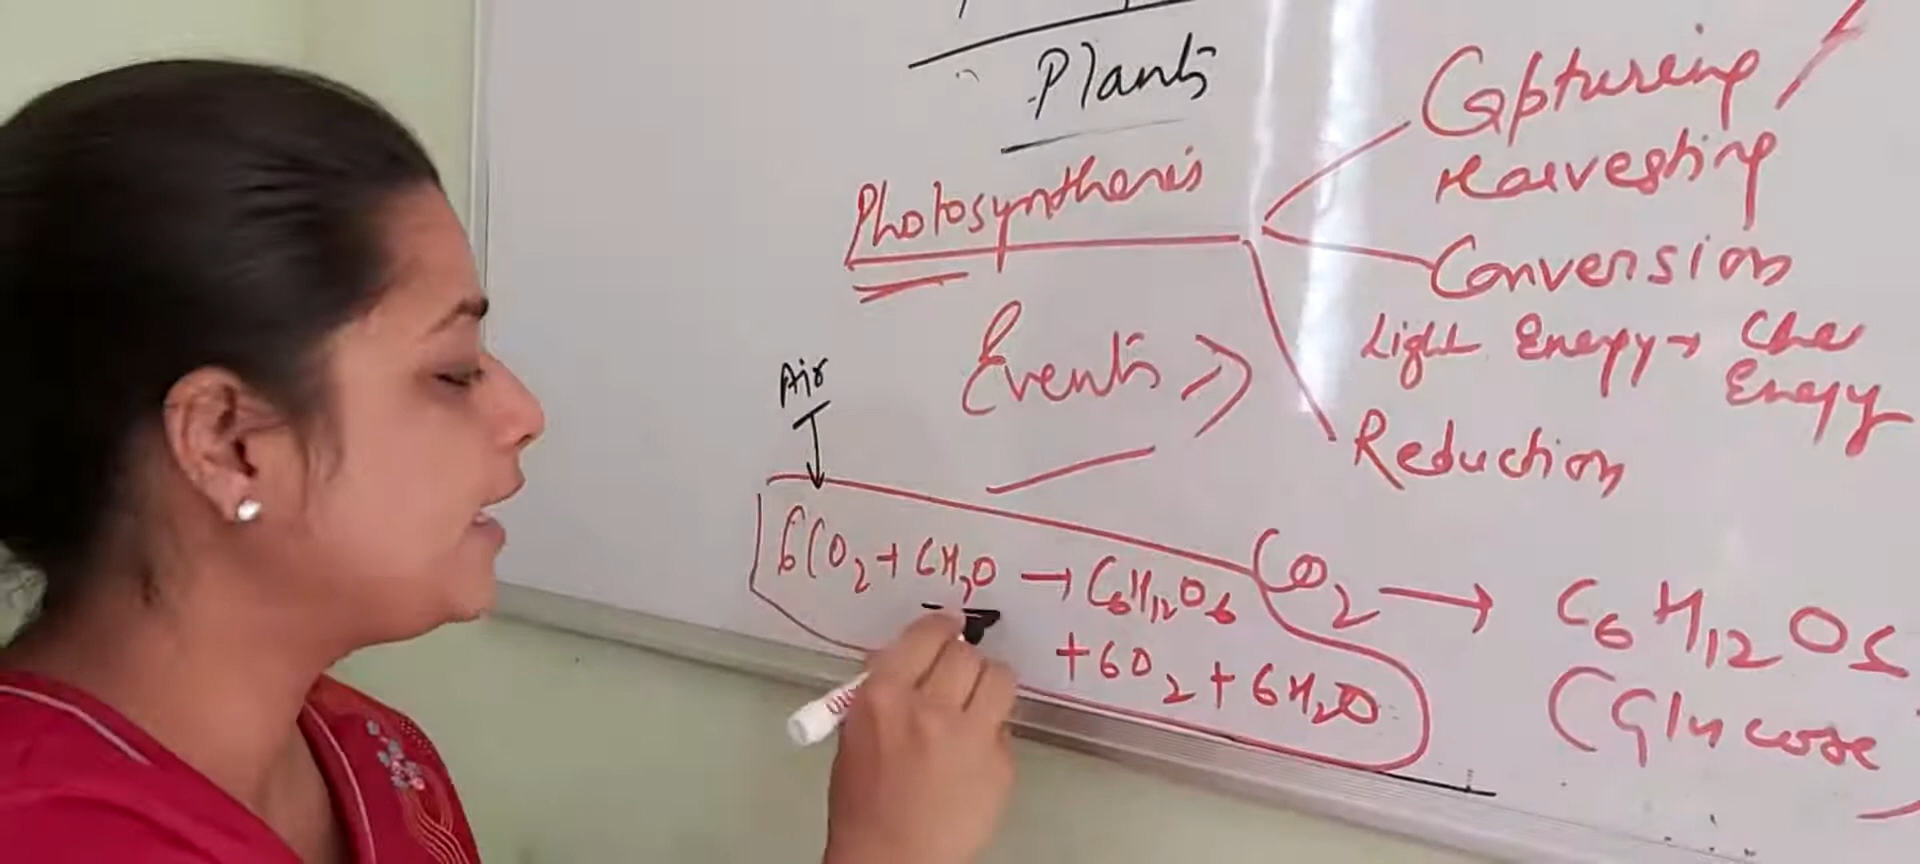 Plants
Photosynthesis
Capturing
Harvesting
Conversion
Light Energy → Che
Energy
Reduction
Events
Air
6CO2 + 6H2O → C6H12O6
+ 6O2 + 6H2O
CO2 → C6H12O6
(Glucose)